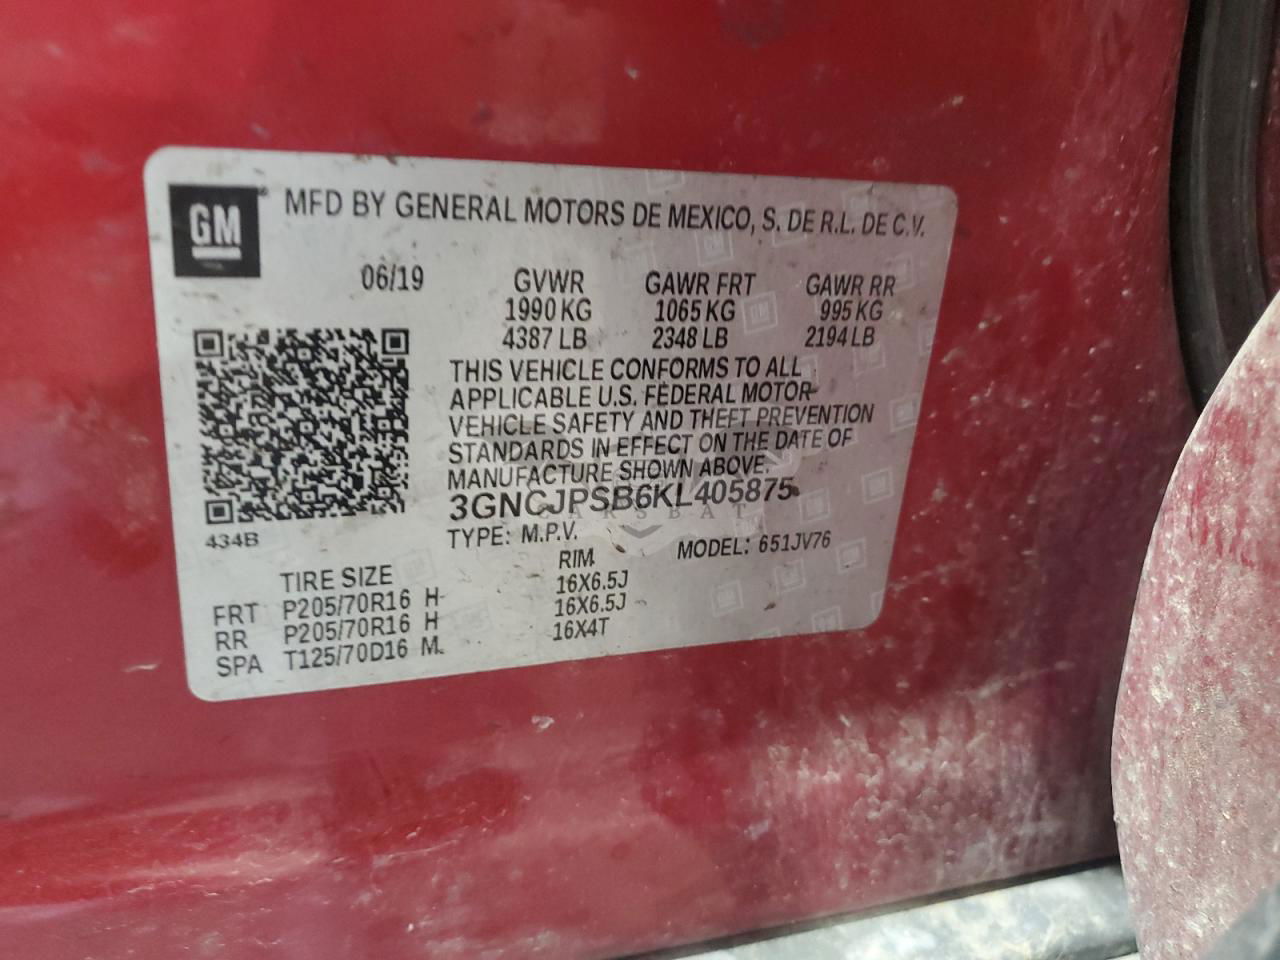 GM MFD BY GENERAL MOTORS DE MEXICO, S. DE R.L. DE C.V.
06/19 GVWR GAWR FRT GAWR RR
1990 KG 1065 KG 995 KG
4387 LB 2348 LB 2194 LB
THIS VEHICLE CONFORMS TO ALL
APPLICABLE U.S. FEDERAL MOTOR
VEHICLE SAFETY AND THEFT PREVENTION
STANDARDS IN EFFECT ON THE DATE OF
MANUFACTURE SHOWN ABOVE.
3GNCJPSB6KL405875
CARSBAT
434B TYPE: M.P.V. MODEL: 651JV76
TIRE SIZE RIM
FRT P205/70R16 H 16X6.5J
RR P205/70R16 H 16X6.5J
SPA T125/70D16 M 16X4T